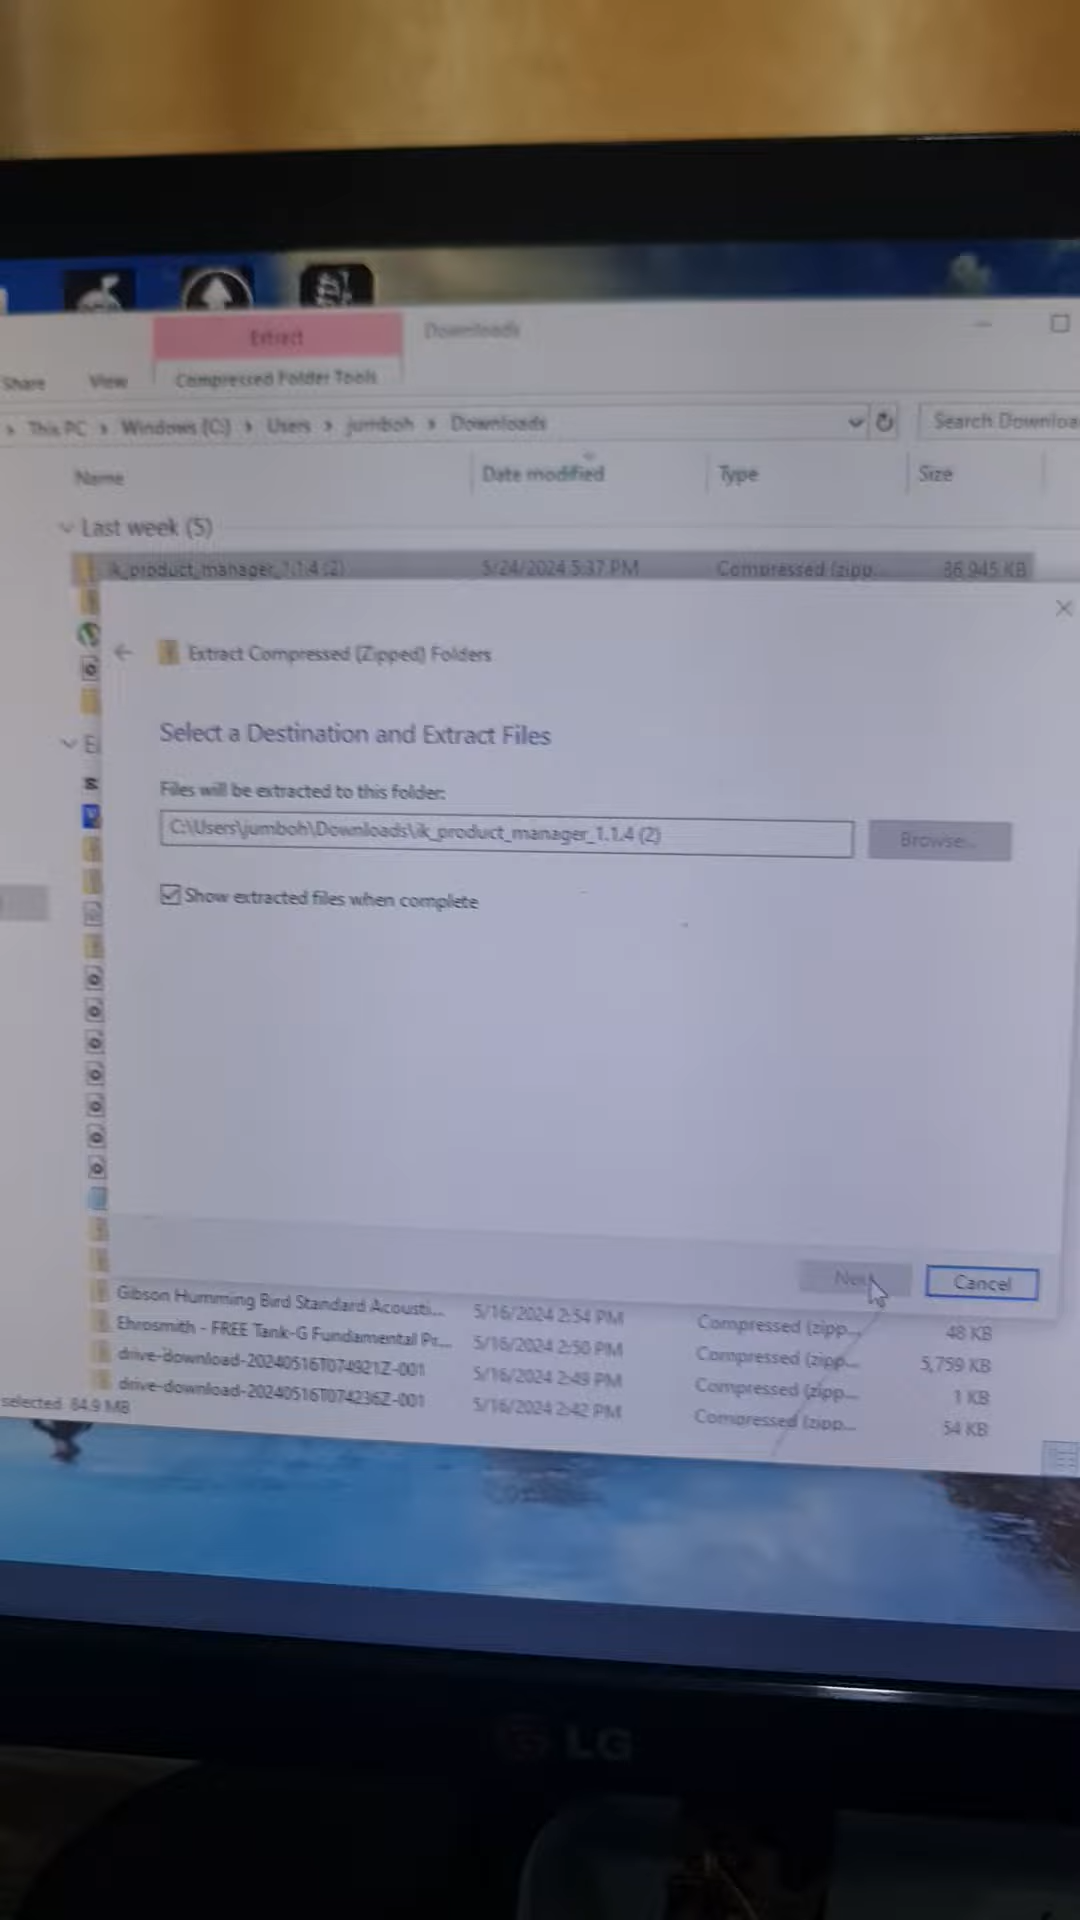 Extract
Downloads
Share
View
Compressed Folder Tools
This PC > Windows (C:) > Users > jumboh > Downloads
Search Downloa
Name
Date modified
Type
Size
Last week (5)
ik_product_manager_1.1.4 (2)
5/24/2024 5:37 PM
Compressed (zipp...
86,945 KB
Extract Compressed (Zipped) Folders
Select a Destination and Extract Files
Files will be extracted to this folder:
C:\Users\jumboh\Downloads\ik_product_manager_1.1.4 (2)
Browse...
Show extracted files when complete
Cancel
Gibson Humming Bird Standard Acousti...
5/16/2024 2:54 PM
Compressed (zipp...
48 KB
Ehrosmith - FREE Tank-G Fundamental Pr...
5/16/2024 2:50 PM
Compressed (zipp...
5,759 KB
drive-download-20240516T074921Z-001
5/16/2024 2:49 PM
Compressed (zipp...
1 KB
drive-download-20240516T074236Z-001
5/16/2024 2:42 PM
Compressed (zipp...
54 KB
selected 84.9 MB
LG